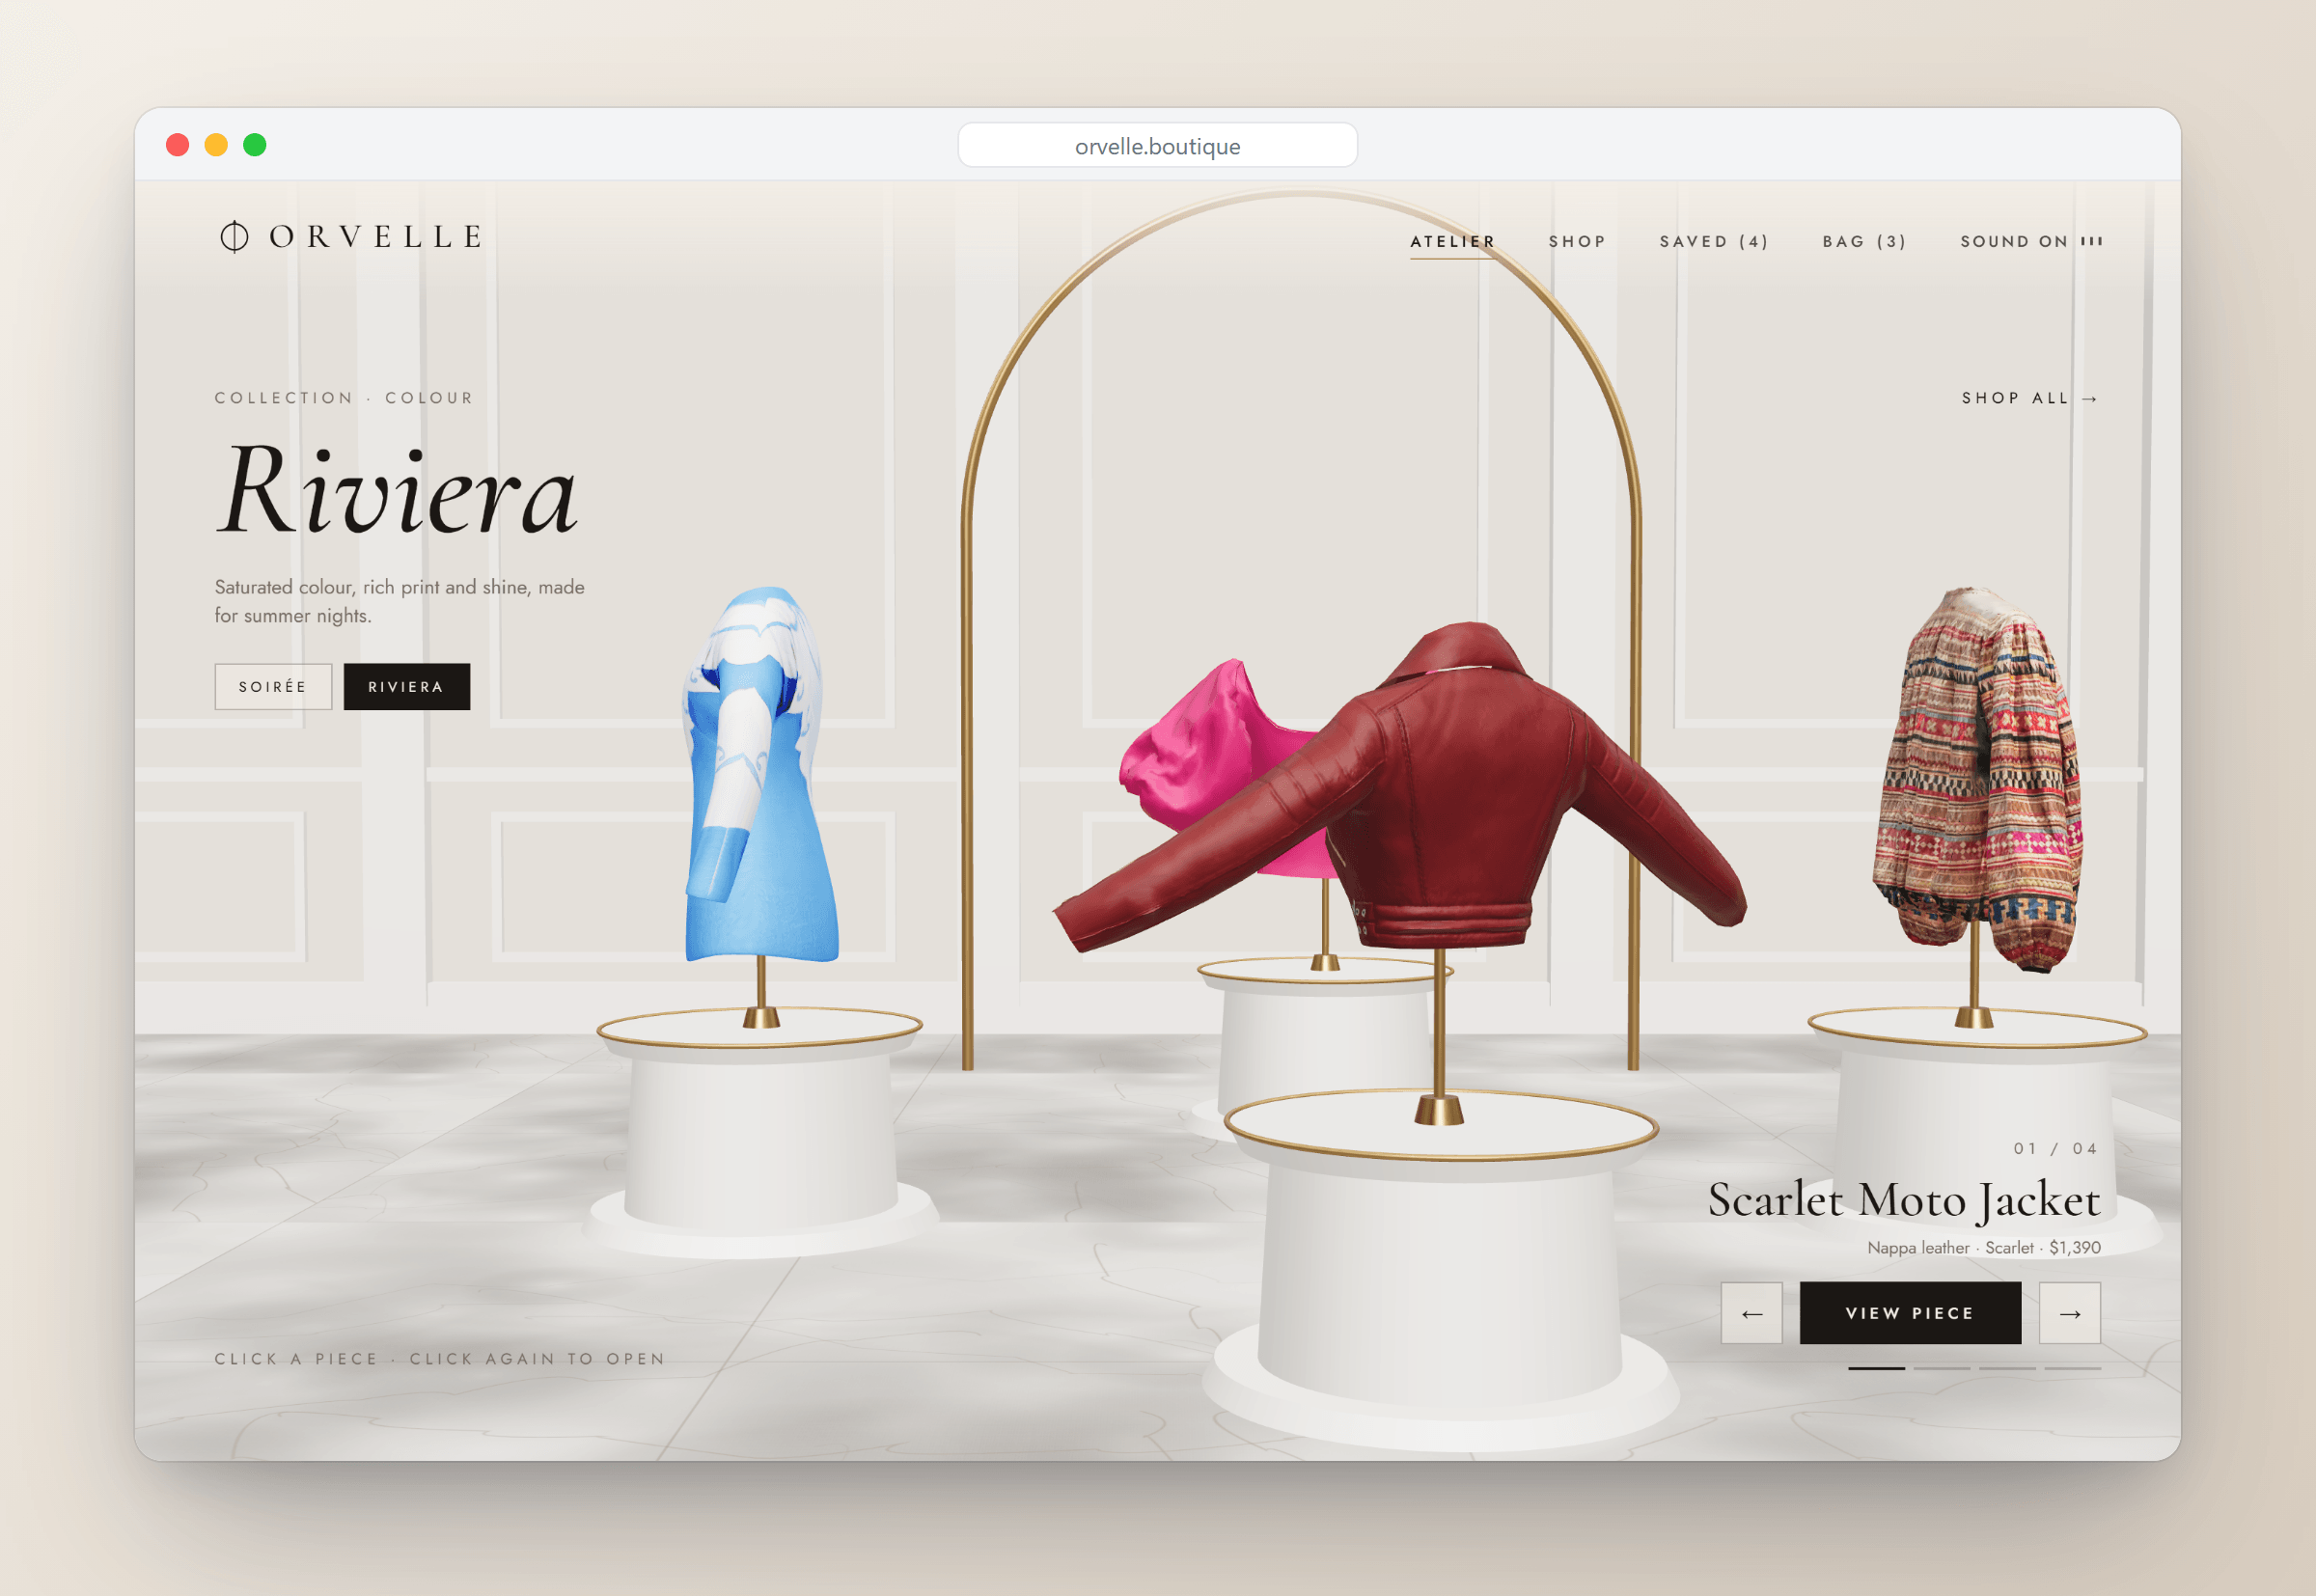 orvelle.boutique
ORVELLE
ATELIER SHOP SAVED (4) BAG (3) SOUND ON
COLLECTION · COLOUR
SHOP ALL →
Riviera
Saturated colour, rich print and shine, made
for summer nights.
SOIRÉE RIVIERA
01 / 04
Scarlet Moto Jacket
Nappa leather · Scarlet · $1,390
← VIEW PIECE →
CLICK A PIECE · CLICK AGAIN TO OPEN